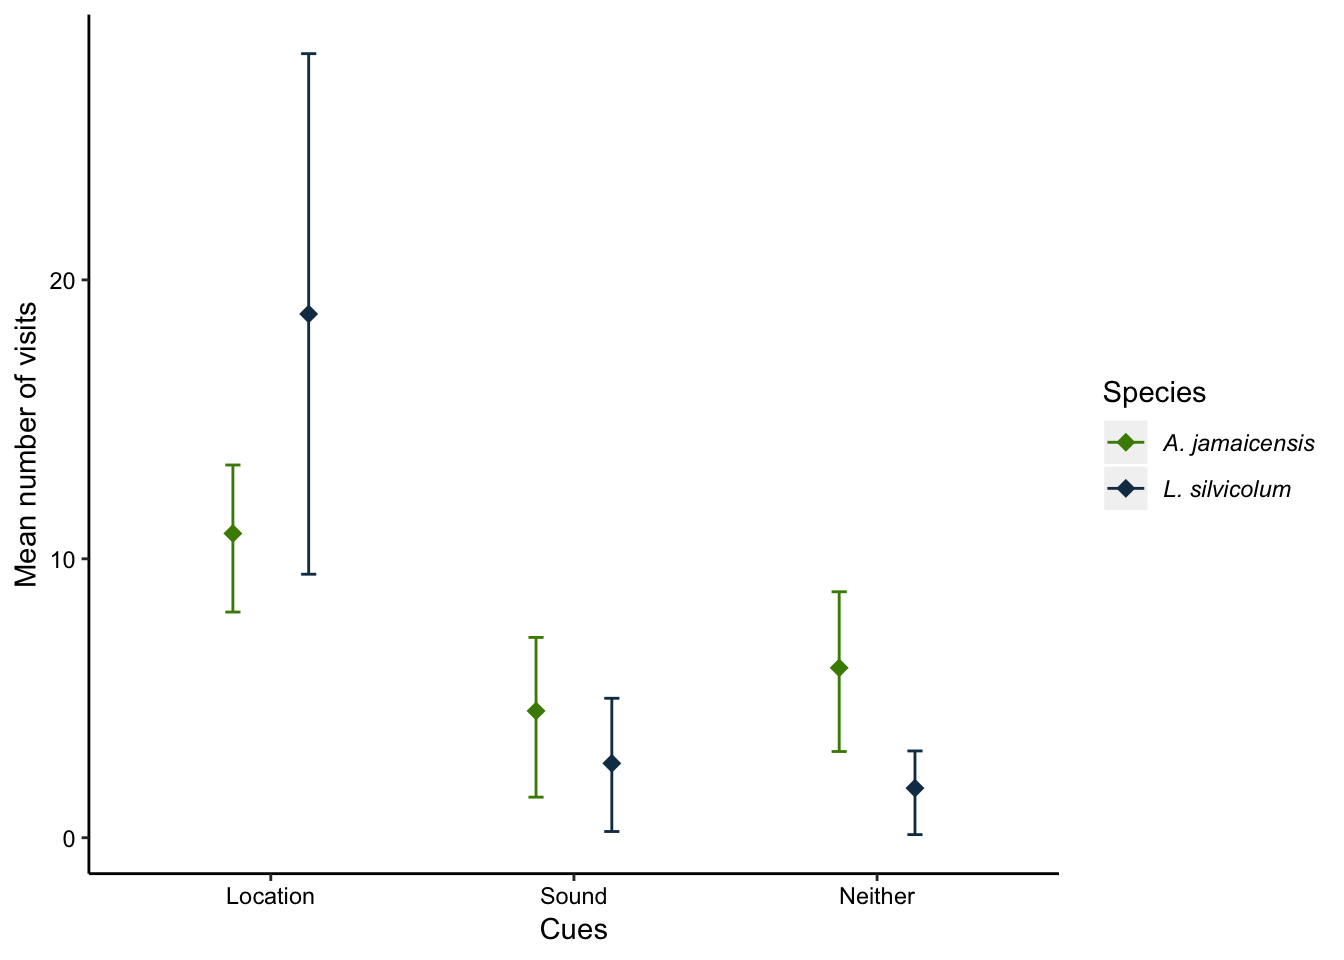 Mean number of visits
20
10
0
Location
Sound
Neither
Cues
Species
A. jamaicensis
L. silvicolum